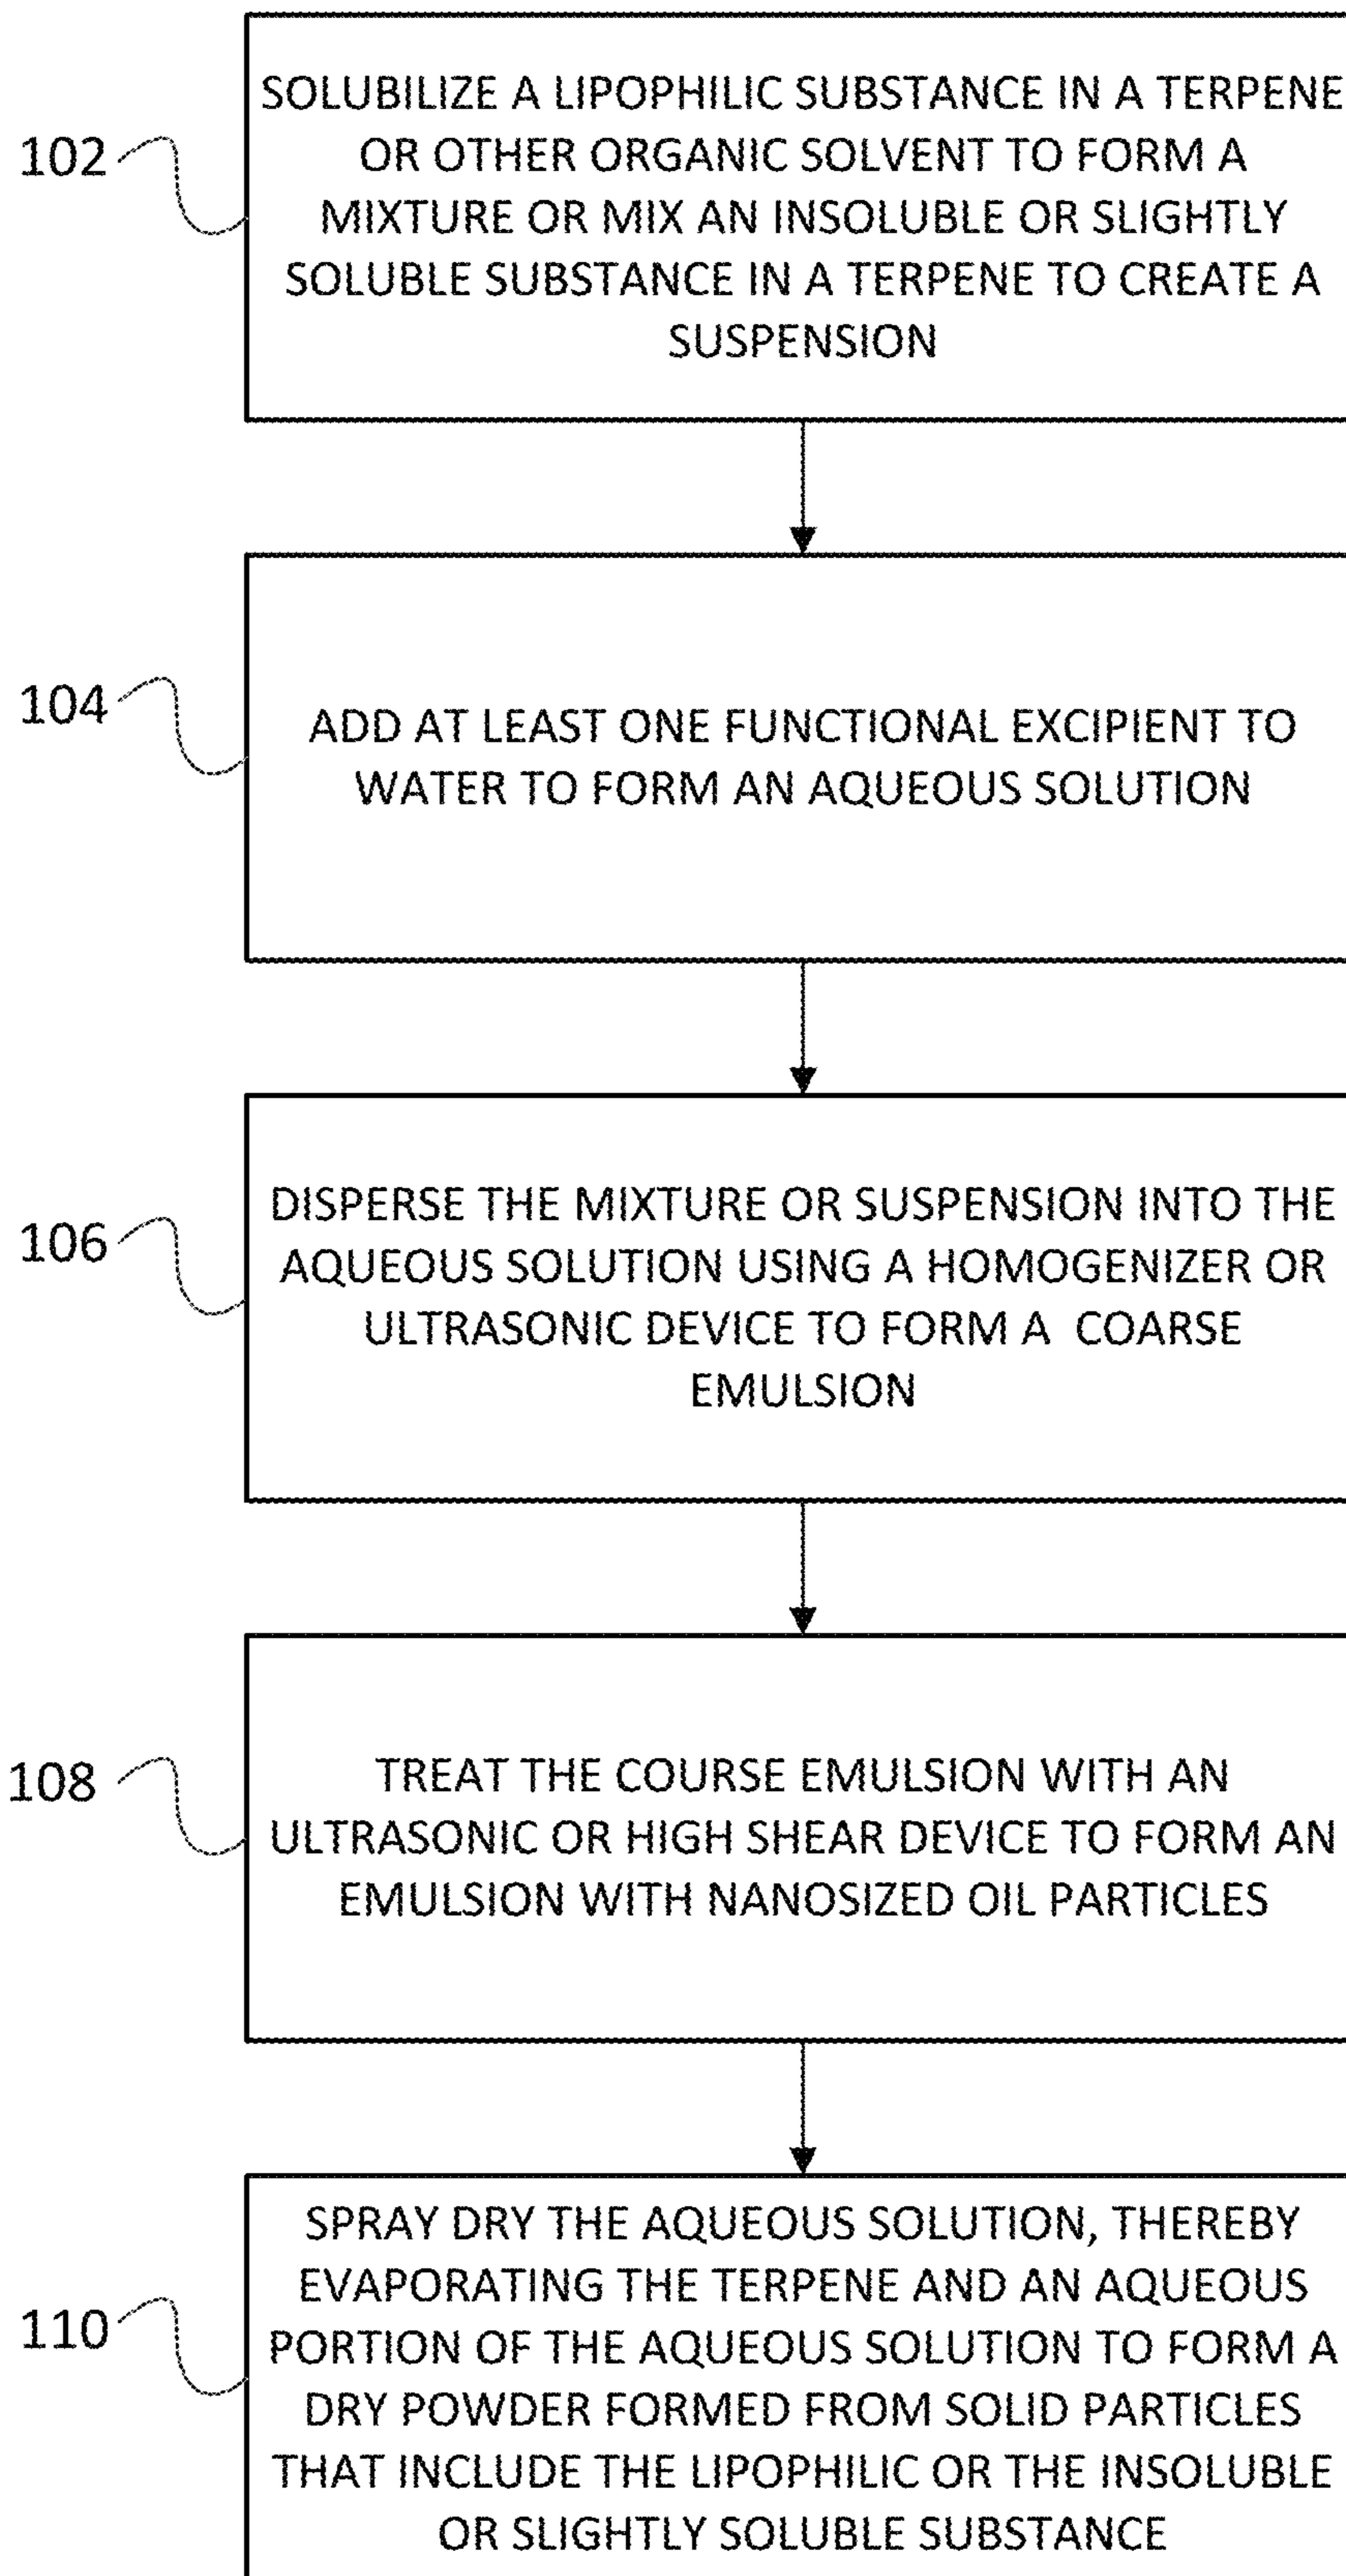 102
SOLUBILIZE A LIPOPHILIC SUBSTANCE IN A TERPENE
OR OTHER ORGANIC SOLVENT TO FORM A
MIXTURE OR MIX AN INSOLUBLE OR SLIGHTLY
SOLUBLE SUBSTANCE IN A TERPENE TO CREATE A
SUSPENSION
104
ADD AT LEAST ONE FUNCTIONAL EXCIPIENT TO
WATER TO FORM AN AQUEOUS SOLUTION
106
DISPERSE THE MIXTURE OR SUSPENSION INTO THE
AQUEOUS SOLUTION USING A HOMOGENIZER OR
ULTRASONIC DEVICE TO FORM A COARSE
EMULSION
108
TREAT THE COURSE EMULSION WITH AN
ULTRASONIC OR HIGH SHEAR DEVICE TO FORM AN
EMULSION WITH NANOSIZED OIL PARTICLES
110
SPRAY DRY THE AQUEOUS SOLUTION, THEREBY
EVAPORATING THE TERPENE AND AN AQUEOUS
PORTION OF THE AQUEOUS SOLUTION TO FORM A
DRY POWDER FORMED FROM SOLID PARTICLES
THAT INCLUDE THE LIPOPHILIC OR THE INSOLUBLE
OR SLIGHTLY SOLUBLE SUBSTANCE